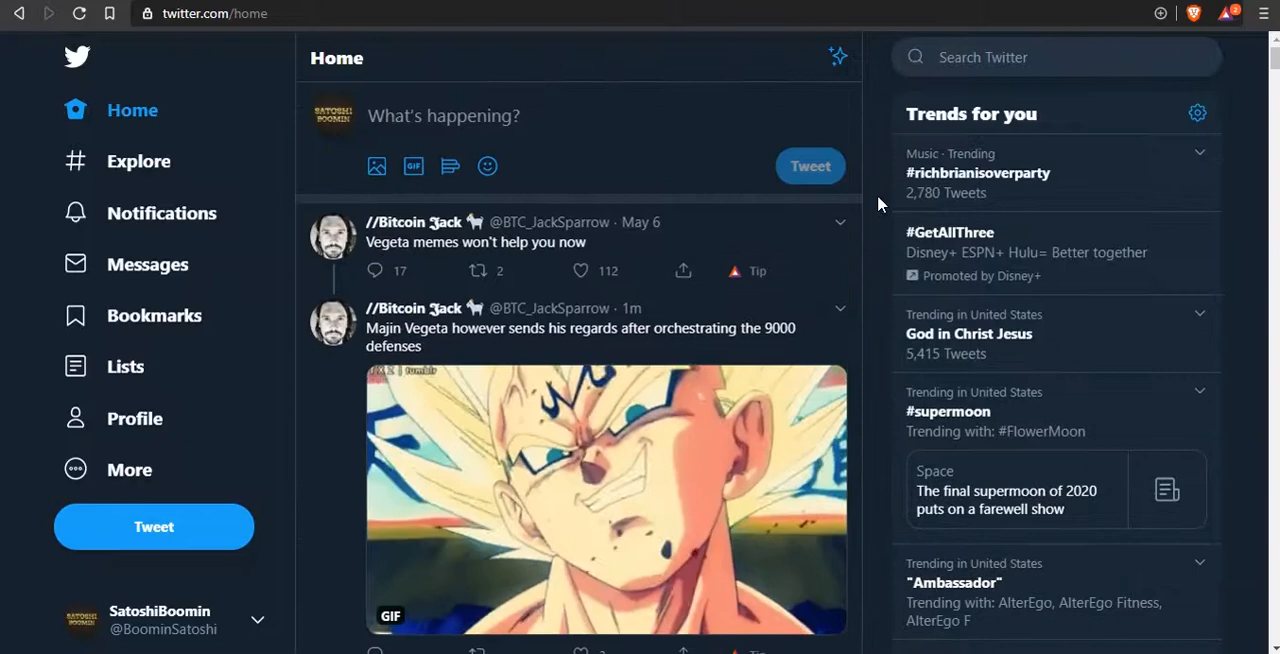 twitter.com/home
2
Home
Explore
Notifications
Messages
Bookmarks
Lists
Profile
More
Tweet
SatoshiBoomin
@BoominSatoshi
Home
SATOSHI
BOOMIN
What's happening?
GIF
Tweet
//Bitcoin 𝕵ack 🐐 @BTC_JackSparrow · May 6
Vegeta memes won't help you now
17 2 112 Tip
//Bitcoin 𝕵ack 🐐 @BTC_JackSparrow · 1m
Majin Vegeta however sends his regards after orchestrating the 9000
defenses
GIF
Search Twitter
Trends for you
Music · Trending
#richbrianisoverparty
2,780 Tweets
#GetAllThree
Disney+ ESPN+ Hulu= Better together
Promoted by Disney+
Trending in United States
God in Christ Jesus
5,415 Tweets
Trending in United States
#supermoon
Trending with: #FlowerMoon
Space
The final supermoon of 2020
puts on a farewell show
Trending in United States
"Ambassador"
Trending with: AlterEgo, AlterEgo Fitness,
AlterEgo F